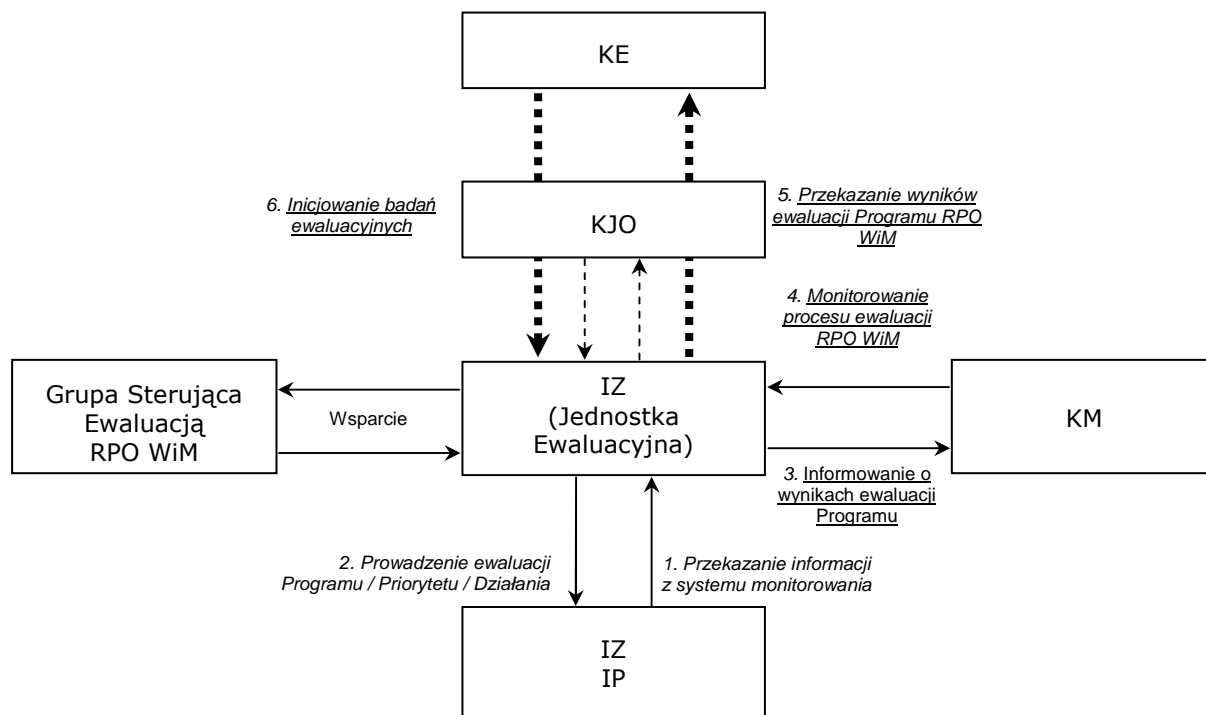 KE
6. Inicjowanie badań
ewaluacyjnych
KJO
5. Przekazanie wyników
ewaluacji Programu RPO
WiM
4. Monitorowanie
procesu ewaluacji
RPO WiM
Grupa Sterująca
Ewaluacją
RPO WiM
Wsparcie
IZ
(Jednostka
Ewaluacyjna)
KM
3. Informowanie o
wynikach ewaluacji
Programu
2. Prowadzenie ewaluacji
Programu / Priorytetu / Działania
1. Przekazanie informacji
z systemu monitorowania
IZ
IP